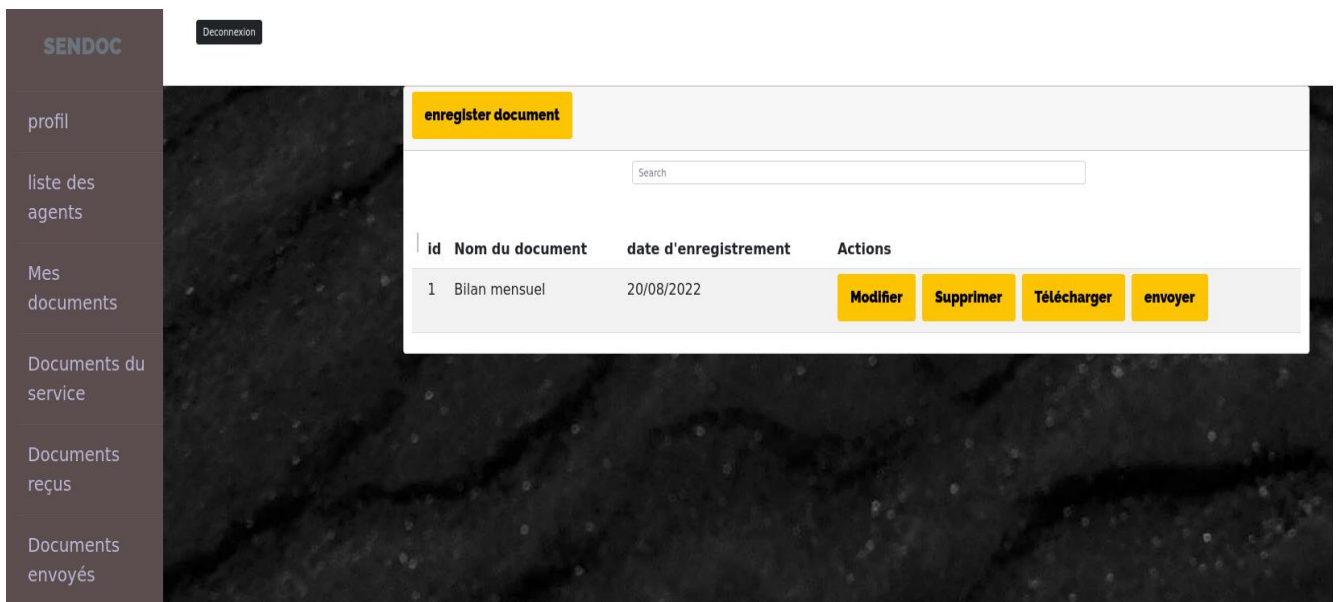 SENDOC
Deconnexion
profil
liste des
agents
Mes
documents
Documents du
service
Documents
reçus
Documents
envoyés
enregister document
Search
id Nom du document date d'enregistrement Actions
1 Bilan mensuel 20/08/2022 Modifier Supprimer Télécharger envoyer